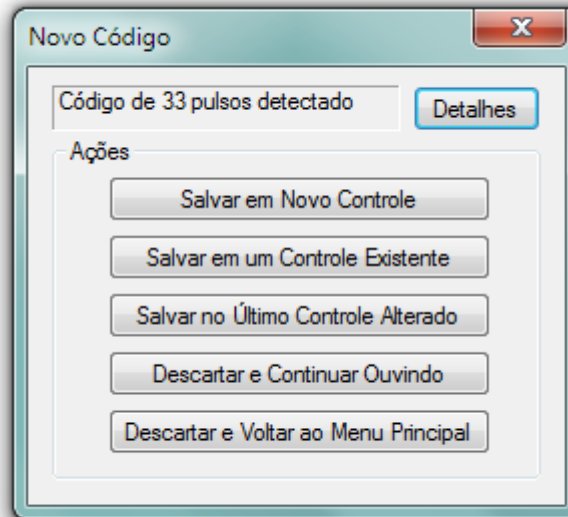 Novo Código
Código de 33 pulsos detectado
Detalhes
Ações
Salvar em Novo Controle
Salvar em um Controle Existente
Salvar no Último Controle Alterado
Descartar e Continuar Ouvindo
Descartar e Voltar ao Menu Principal